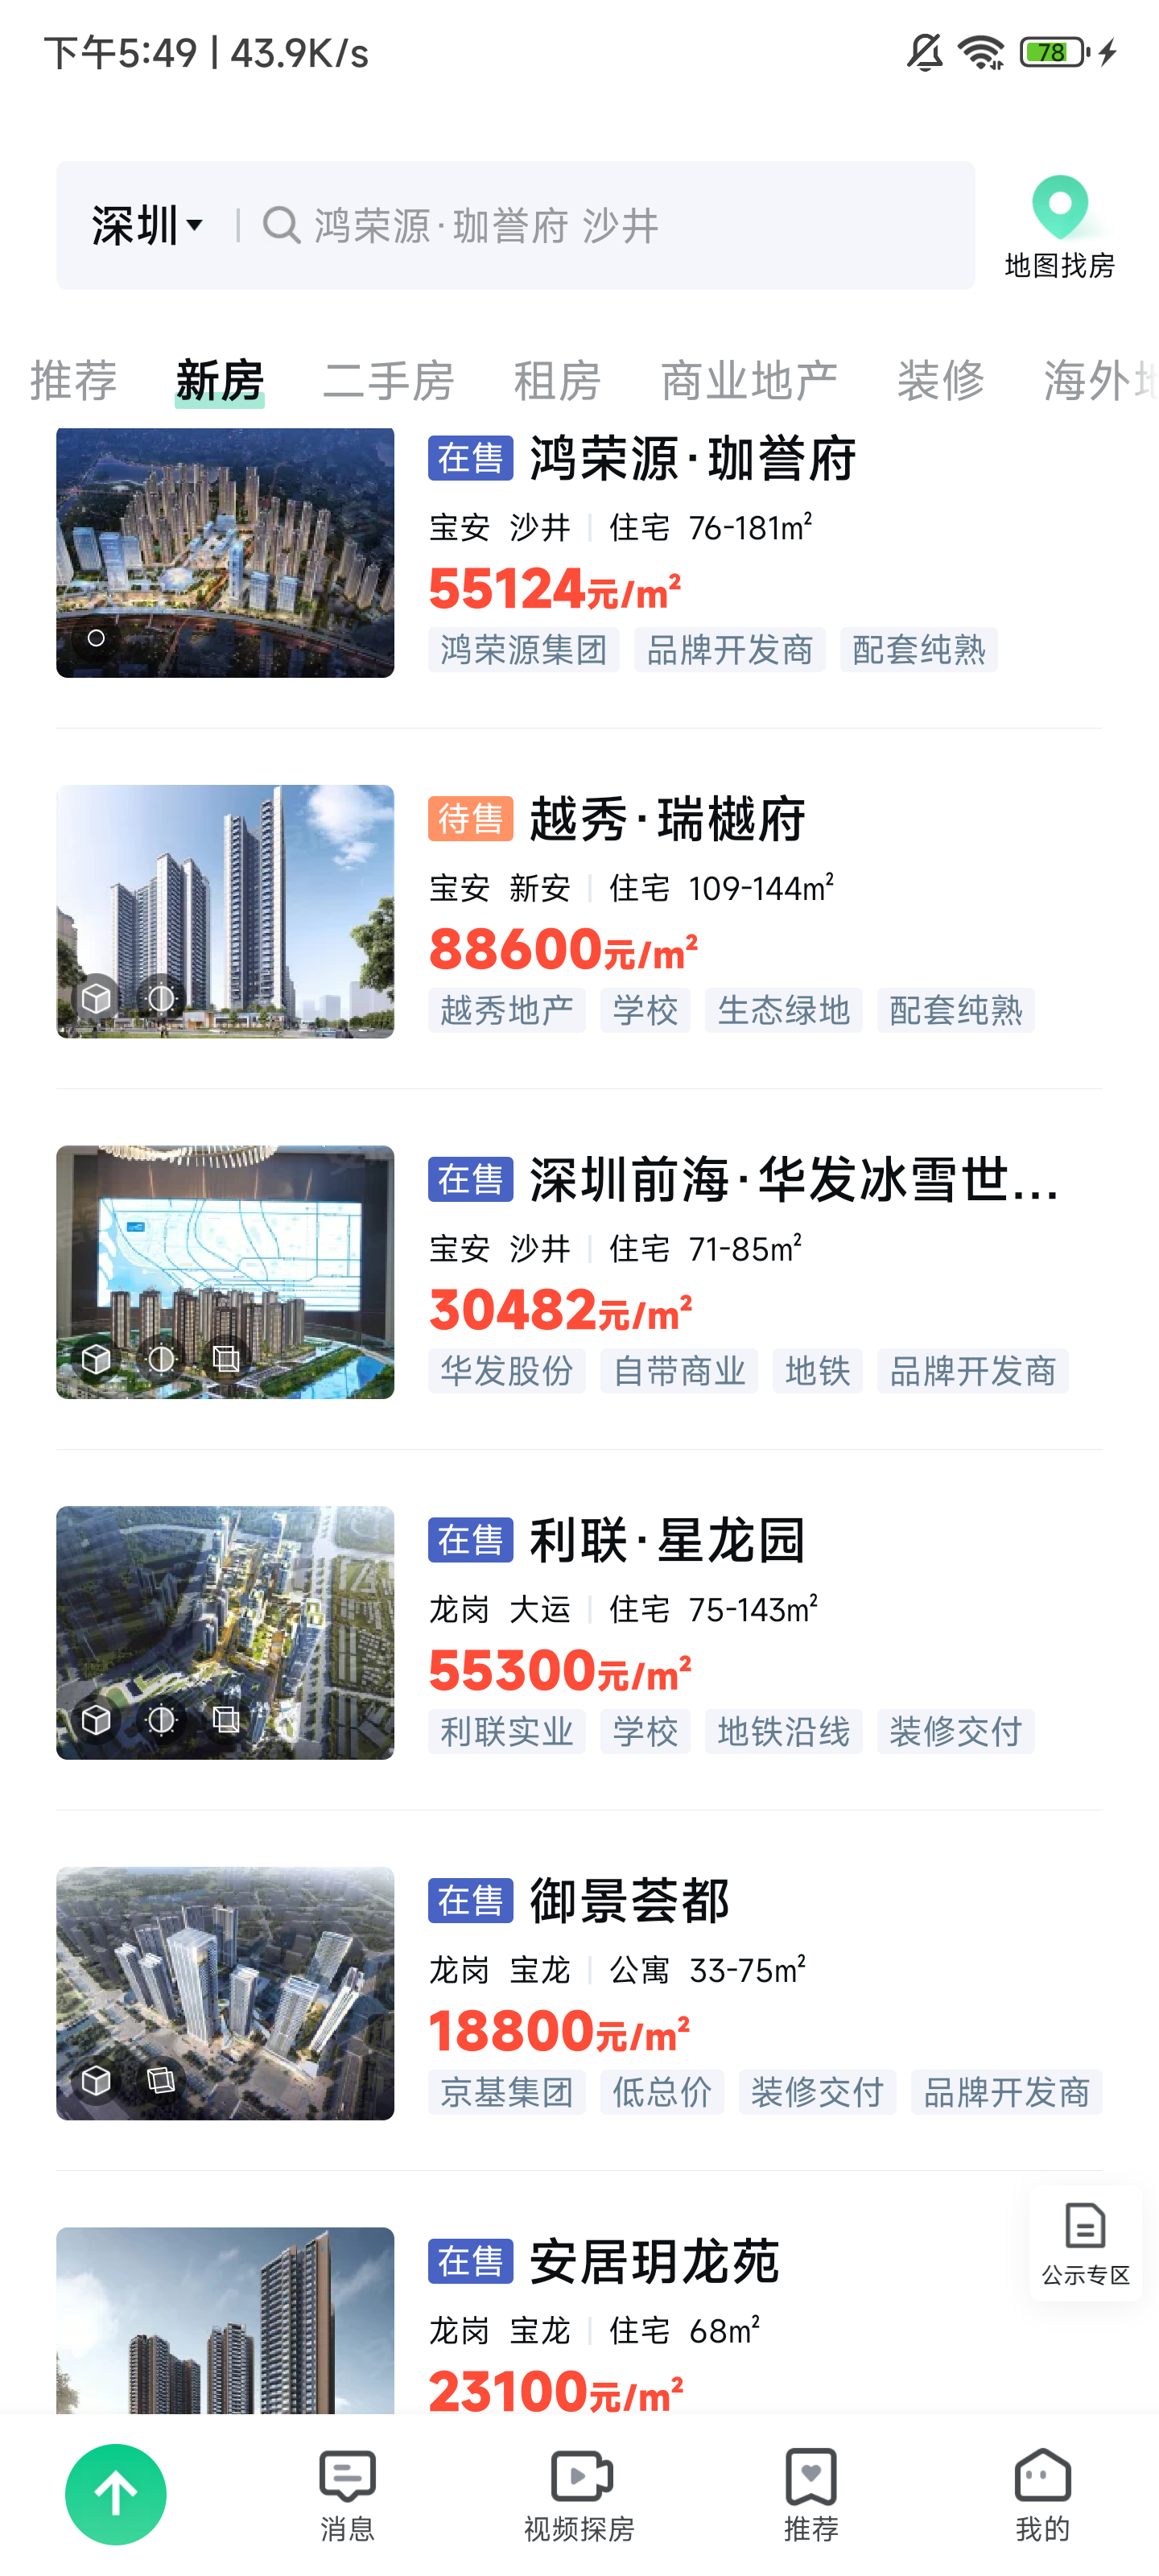 下午5:49 | 43.9K/s
78
深圳
鸿荣源·珈誉府 沙井
地图找房
推荐 新房 二手房 租房 商业地产 装修 海外地
在售 鸿荣源·珈誉府
宝安 沙井 | 住宅 76-181m²
55124元/m²
鸿荣源集团 品牌开发商 配套纯熟
待售 越秀·瑞樾府
宝安 新安 | 住宅 109-144m²
88600元/m²
越秀地产 学校 生态绿地 配套纯熟
在售 深圳前海·华发冰雪世...
宝安 沙井 | 住宅 71-85m²
30482元/m²
华发股份 自带商业 地铁 品牌开发商
在售 利联·星龙园
龙岗 大运 | 住宅 75-143m²
55300元/m²
利联实业 学校 地铁沿线 装修交付
在售 御景荟都
龙岗 宝龙 | 公寓 33-75m²
18800元/m²
京基集团 低总价 装修交付 品牌开发商
在售 安居玥龙苑
公示专区
龙岗 宝龙 | 住宅 68m²
23100元/m²
消息 视频探房 推荐 我的